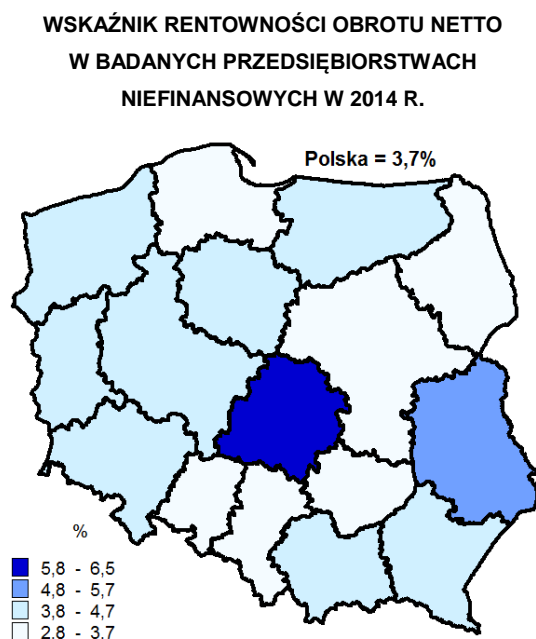 WSKAŹNIK RENTOWNOŚCI OBROTU NETTO
W BADANYCH PRZEDSIĘBIORSTWACH
NIEFINANSOWYCH W 2014 R.
Polska = 3,7%
%
5,8 - 6,5
4,8 - 5,7
3,8 - 4,7
2,8 - 3,7